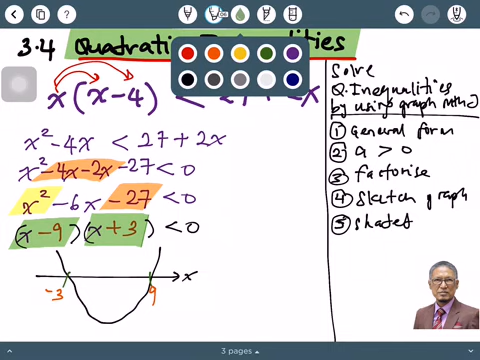 3.4 Quadratic Inequalities
x(x-4) < 27 + 2x
x²-4x < 27+2x
x²-4x-2x-27<0
x²-6x-27<0
(x-9)(x+3)<0
-3
9
x
Solve
Q. Inequalities
by using graph
① General form
② a > 0
③ factorise
④ Sketch graph
⑤
3 pages